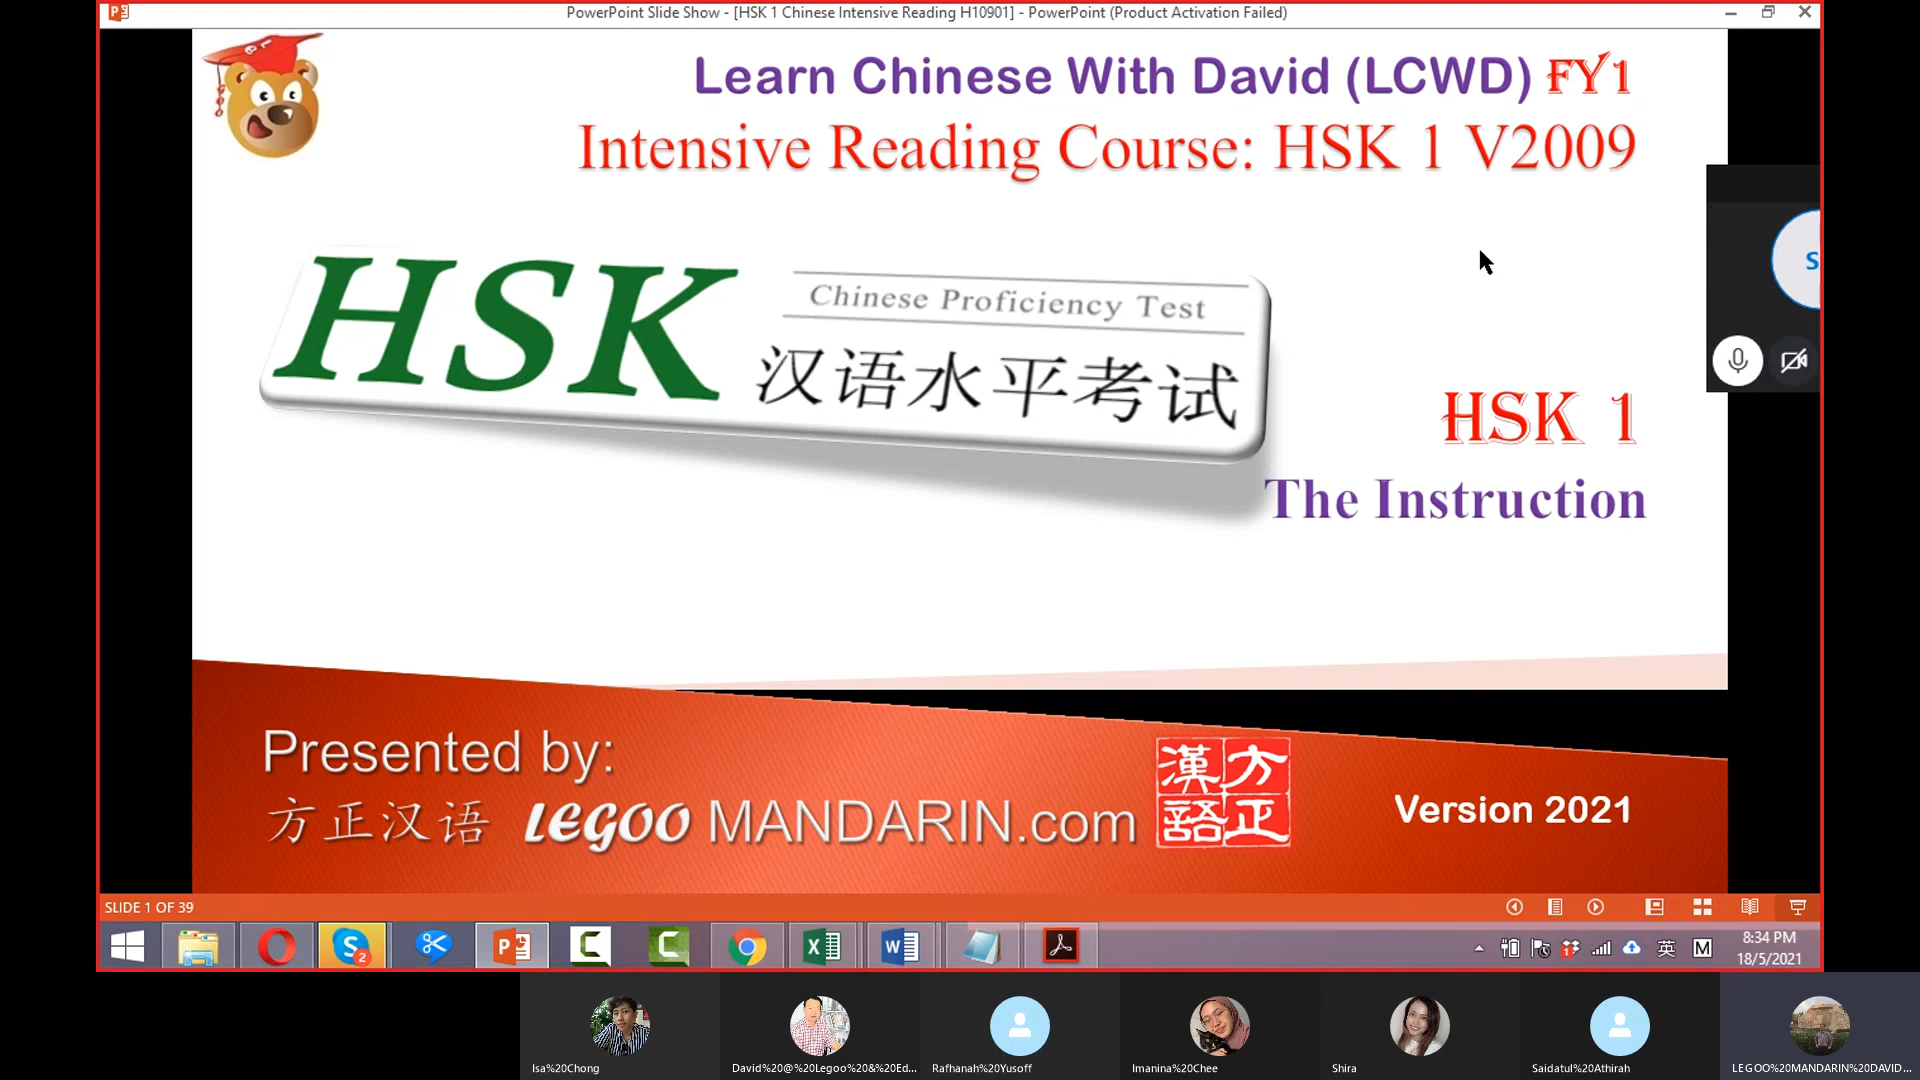 PowerPoint Slide Show - [HSK 1 Chinese Intensive Reading H10901] - PowerPoint (Product Activation Failed)
Learn Chinese With David (LCWD) FY1
Intensive Reading Course: HSK 1 V2009
HSK
Chinese Proficiency Test
汉语水平考试
S
HSK 1
The Instruction
Presented by:
方正汉语 LEGOO MANDARIN.com
漢方
語正
Version 2021
SLIDE 1 OF 39
2
英
M
8:34 PM
18/5/2021
Isa%20Chong
David%20@%20Legoo%20&%20Ed...
Rafhanah%20Yusoff
Imanina%20Chee
Shira
Saidatul%20Athirah
LEGOO%20MANDARIN%20DAVID...